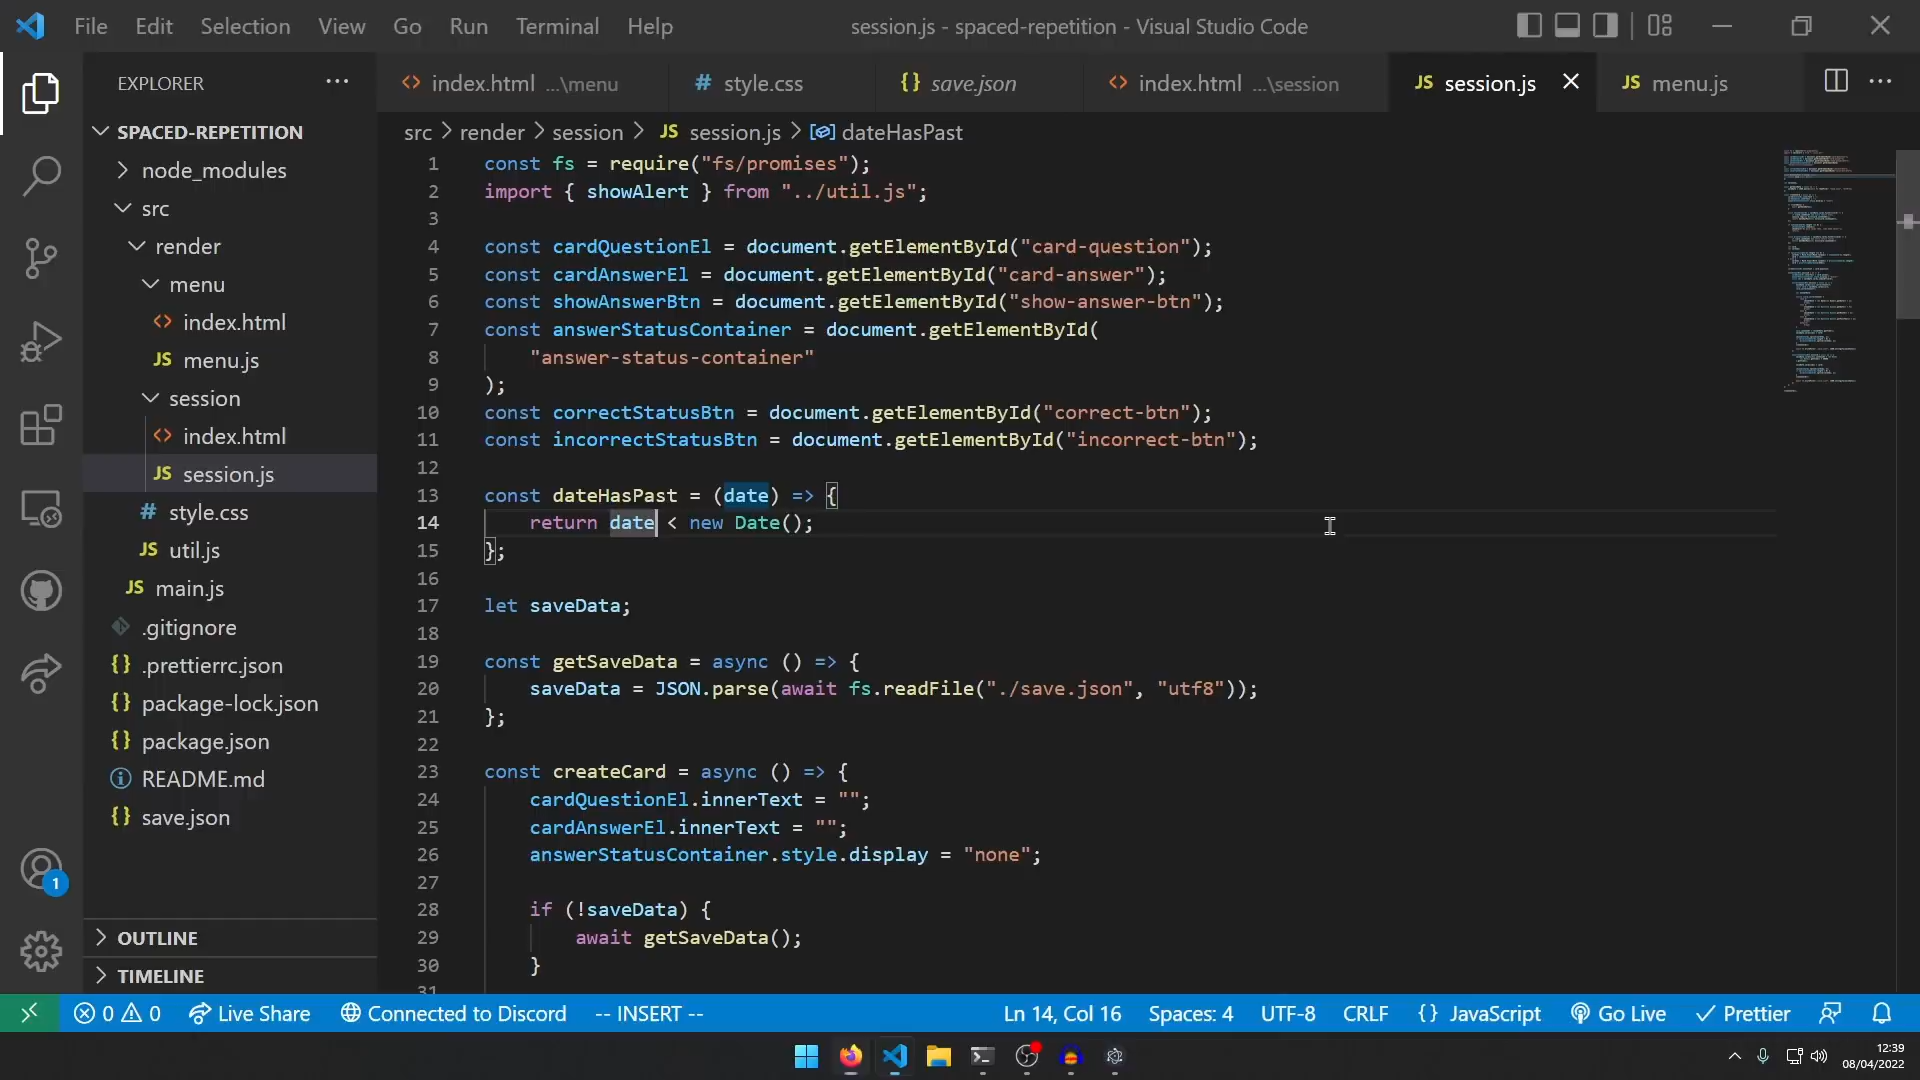 File Edit Selection View Go Run Terminal Help session.js - spaced-repetition - Visual Studio Code
EXPLORER ···
SPACED-REPETITION
node_modules
src
render
menu
index.html
JS menu.js
session
index.html
JS session.js
# style.css
JS util.js
JS main.js
.gitignore
{} .prettierrc.json
{} package-lock.json
{} package.json
README.md
{} save.json
OUTLINE
TIMELINE
<> index.html ...\menu # style.css {} save.json <> index.html ...\session JS session.js JS menu.js ···
src > render > session > JS session.js > dateHasPast
1 const fs = require("fs/promises");
2 import { showAlert } from "../util.js";
3
4 const cardQuestionEl = document.getElementById("card-question");
5 const cardAnswerEl = document.getElementById("card-answer");
6 const showAnswerBtn = document.getElementById("show-answer-btn");
7 const answerStatusContainer = document.getElementById(
8     "answer-status-container"
9 );
10 const correctStatusBtn = document.getElementById("correct-btn");
11 const incorrectStatusBtn = document.getElementById("incorrect-btn");
12
13 const dateHasPast = (date) => {
14     return date < new Date();
15 };
16
17 let saveData;
18
19 const getSaveData = async () => {
20     saveData = JSON.parse(await fs.readFile("./save.json", "utf8"));
21 };
22
23 const createCard = async () => {
24     cardQuestionEl.innerText = "";
25     cardAnswerEl.innerText = "";
26     answerStatusContainer.style.display = "none";
27
28     if (!saveData) {
29         await getSaveData();
30     }
31
1
0 0 Live Share Connected to Discord -- INSERT -- Ln 14, Col 16 Spaces: 4 UTF-8 CRLF {} JavaScript Go Live Prettier
12:39
08/04/2022